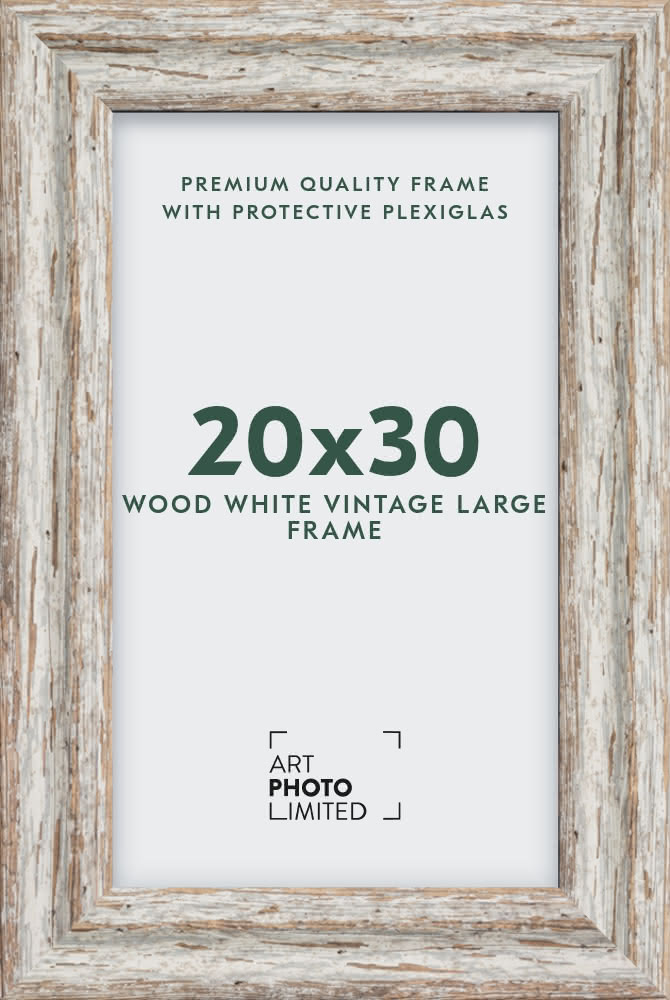 PREMIUM QUALITY FRAME
WITH PROTECTIVE PLEXIGLAS
20x30
WOOD WHITE VINTAGE LARGE
FRAME
ART
PHOTO
LIMITED